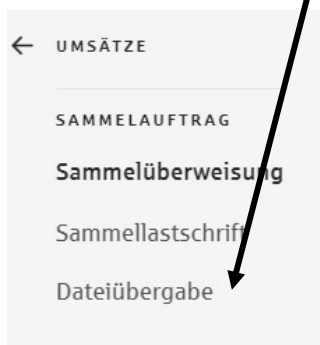 UMSÄTZE
SAMMELAUFTRAG
Sammelüberweisung
Sammellastschrift
Dateiübergabe